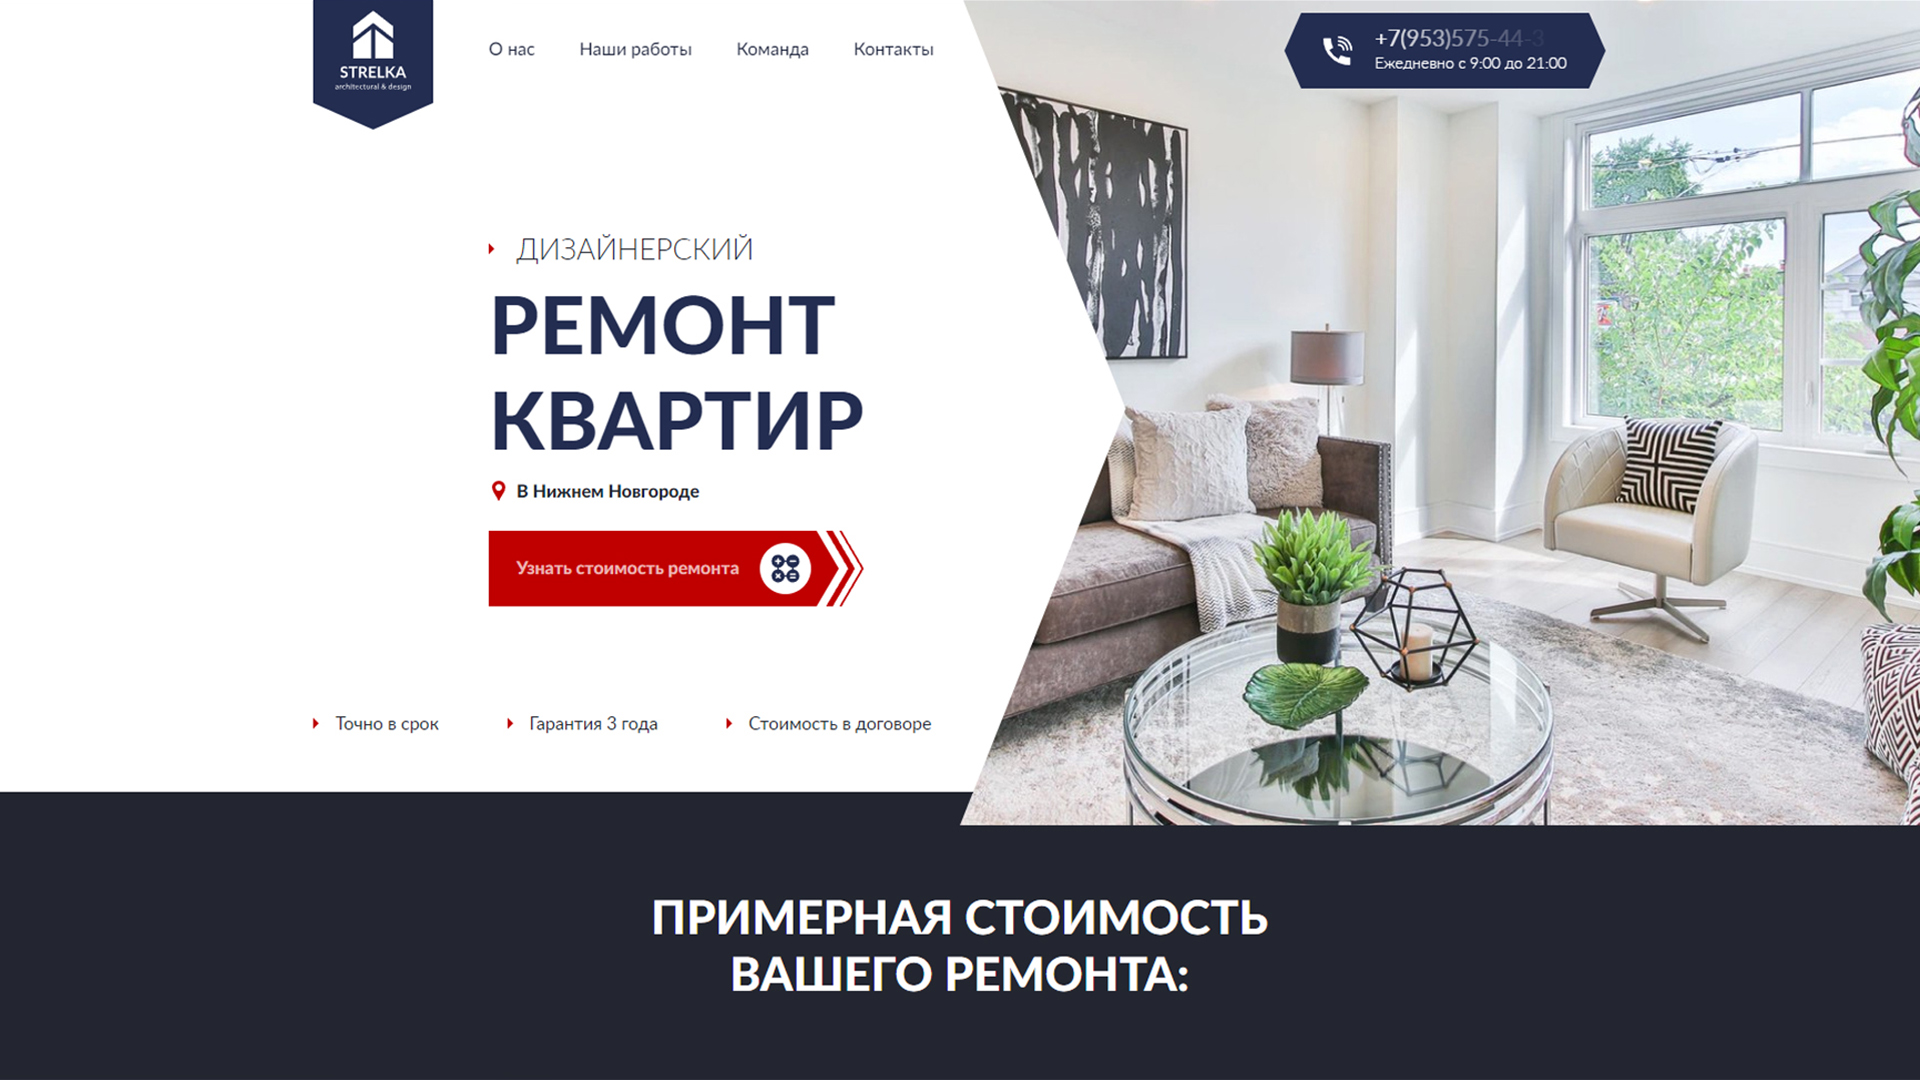 STRELKA
architectural & design
О нас
Наши работы
Команда
Контакты
+7(953)575-44-3
Ежедневно с 9:00 до 21:00
ДИЗАЙНЕРСКИЙ
РЕМОНТ
КВАРТИР
В Нижнем Новгороде
Узнать стоимость ремонта
Точно в срок
Гарантия 3 года
Стоимость в договоре
ПРИМЕРНАЯ СТОИМОСТЬ
ВАШЕГО РЕМОНТА: